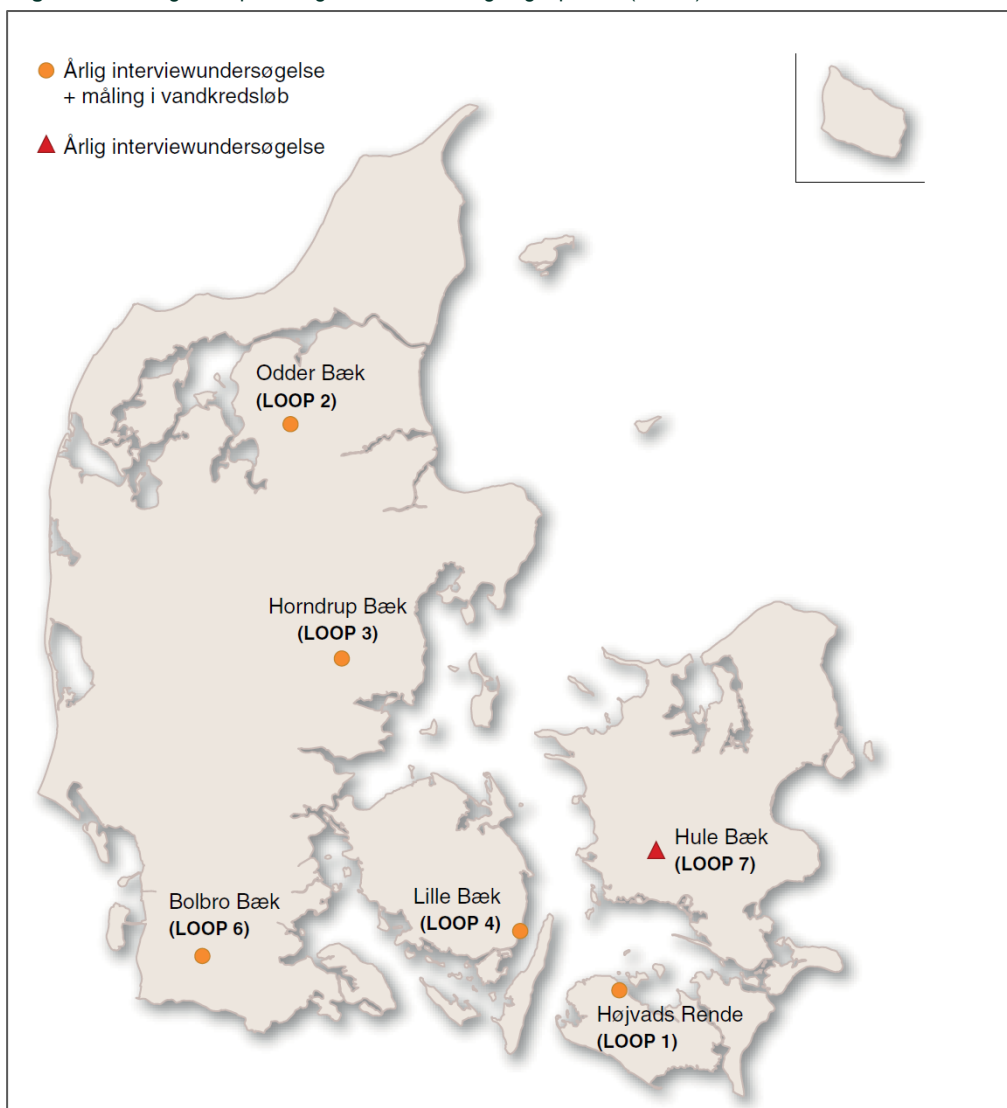 Årlig interviewundersøgelse
+ måling i vandkredsløb
Årlig interviewundersøgelse
Odder Bæk
(LOOP 2)
Horndrup Bæk
(LOOP 3)
Hule Bæk
(LOOP 7)
Lille Bæk
(LOOP 4)
Bolbro Bæk
(LOOP 6)
Højvads Rende
(LOOP 1)